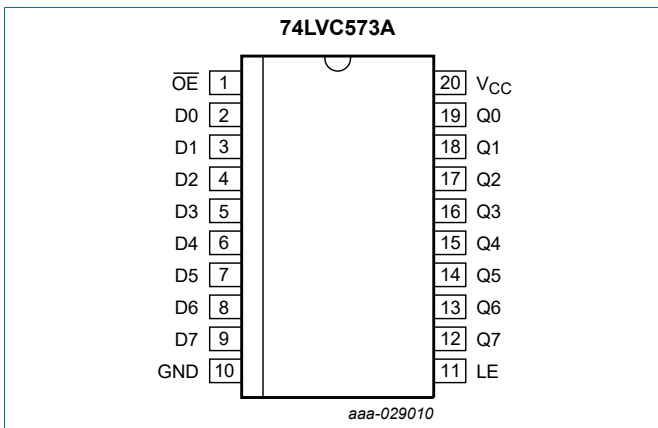 74LVC573A
OE 1 20 VCC
D0 2 19 Q0
D1 3 18 Q1
D2 4 17 Q2
D3 5 16 Q3
D4 6 15 Q4
D5 7 14 Q5
D6 8 13 Q6
D7 9 12 Q7
GND 10 11 LE
aaa-029010